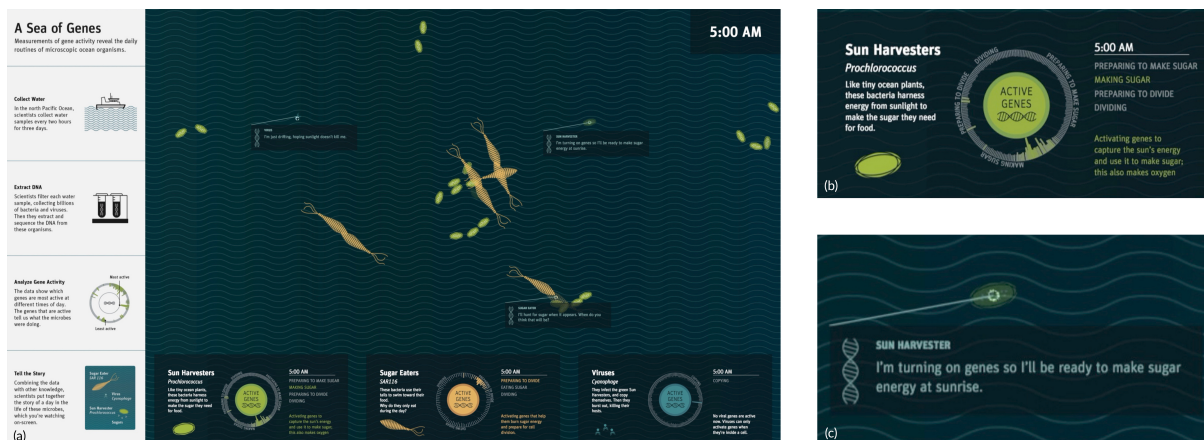 A Sea of Genes
Measurements of gene activity reveal the daily
routines of microscopic ocean organisms.
Collect Water
In the north Pacific Ocean,
scientists collect water
samples every two hours
for three days.
Extract DNA
Scientists filter each water
sample, collecting billions
of bacteria and viruses.
Then they extract and
sequence the DNA from
these organisms.
Analyze Gene Activity
The data show which
genes are most active at
different times of day.
The genes that are active
tell us what the microbes
were doing.
Most active
Least active
Tell the Story
Combining the data
with other knowledge,
scientists put together
the story of a day in the
life of these microbes,
which you're watching
on-screen.
Sugar Eater
SAR 116
Virus
Cyanophage
Sun Harvester
Prochlorococcus
Sugars
(a)
5:00 AM
VIRUS
I'm just drifting, hoping sunlight doesn't kill me.
SUN HARVESTER
I'm turning on genes so I'll be ready to make sugar
energy at sunrise.
SUGAR EATER
I'll hunt for sugar when it appears. When do you
think that will be?
Sun Harvesters
Prochlorococcus
Like tiny ocean plants,
these bacteria harness
energy from sunlight to
make the sugar they need
for food.
ACTIVE
GENES
5:00 AM
PREPARING TO MAKE SUGAR
MAKING SUGAR
PREPARING TO DIVIDE
DIVIDING
Activating genes to
capture the sun's energy
and use it to make sugar;
this also makes oxygen
Sugar Eaters
SAR116
These bacteria use their
tails to swim toward their
food.
Why do they only eat
during the day?
ACTIVE
GENES
5:00 AM
PREPARING TO DIVIDE
EATING SUGAR
DIVIDING
Activating genes that help
them burn sugar energy
and prepare for cell
division.
Viruses
Cyanophage
They infect the green Sun
Harvesters, and copy
themselves. Then they
burst out, killing their
hosts.
ACTIVE
GENES
5:00 AM
COPYING
No viral genes are active
now. Viruses can only
activate genes when
they're inside a cell.
Sun Harvesters
Prochlorococcus
Like tiny ocean plants,
these bacteria harness
energy from sunlight to
make the sugar they need
for food.
(b)
DIVIDING
PREPARING TO MAKE SUGAR
MAKING SUGAR
PREPARING TO DIVIDE
ACTIVE
GENES
5:00 AM
PREPARING TO MAKE SUGAR
MAKING SUGAR
PREPARING TO DIVIDE
DIVIDING
Activating genes to
capture the sun's energy
and use it to make sugar;
this also makes oxygen
SUN HARVESTER
I'm turning on genes so I'll be ready to make sugar
energy at sunrise.
(c)